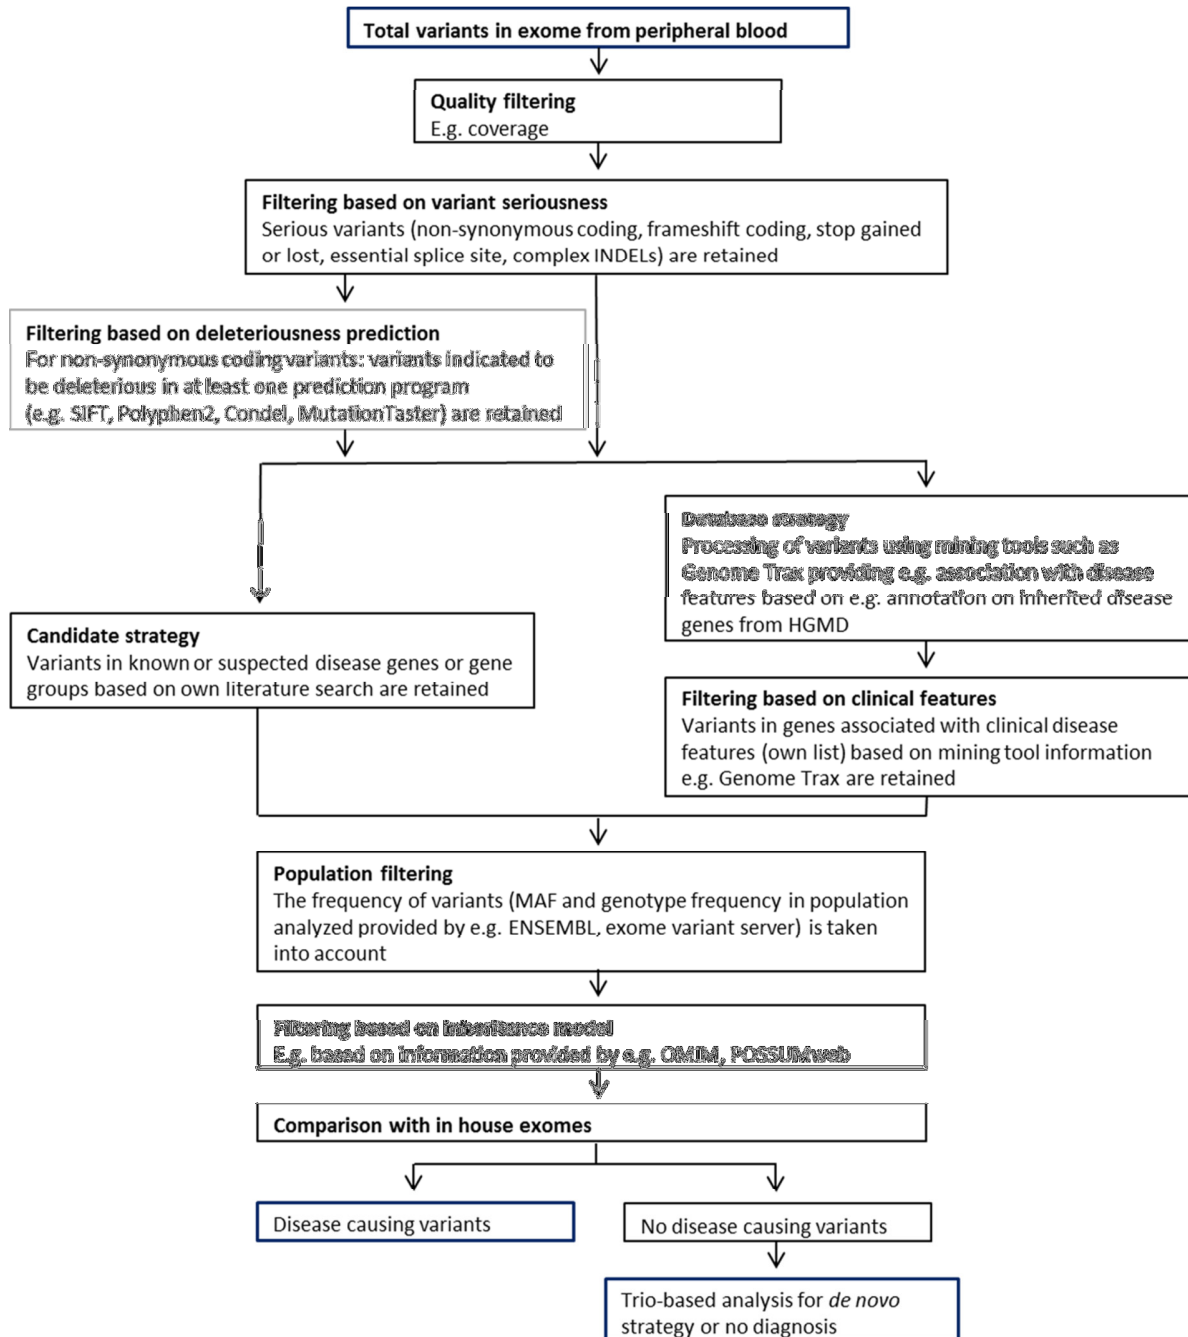 Total variants in exome from peripheral blood
Quality filtering
E.g. coverage
Filtering based on variant seriousness
Serious variants (non-synonymous coding, frameshift coding, stop gained
or lost, essential splice site, complex INDELs) are retained
Filtering based on deleteriousness prediction
For non-synonymous coding variants: variants indicated to
be deleterious in at least one prediction program
(e.g. SIFT, Polyphen2, Condel, MutationTaster) are retained
Database strategy
Processing of variants using mining tools such as
Genome Trax providing e.g. association with disease
features based on e.g. annotation on inherited disease
genes from HGMD
Candidate strategy
Variants in known or suspected disease genes or gene
groups based on own literature search are retained
Filtering based on clinical features
Variants in genes associated with clinical disease
features (own list) based on mining tool information
e.g. Genome Trax are retained
Population filtering
The frequency of variants (MAF and genotype frequency in population
analyzed provided by e.g. ENSEMBL, exome variant server) is taken
into account
Filtering based on inheritance model
E.g. based on information provided by e.g. OMIM, POSSUMweb
Comparison with in house exomes
Disease causing variants
No disease causing variants
Trio-based analysis for de novo
strategy or no diagnosis